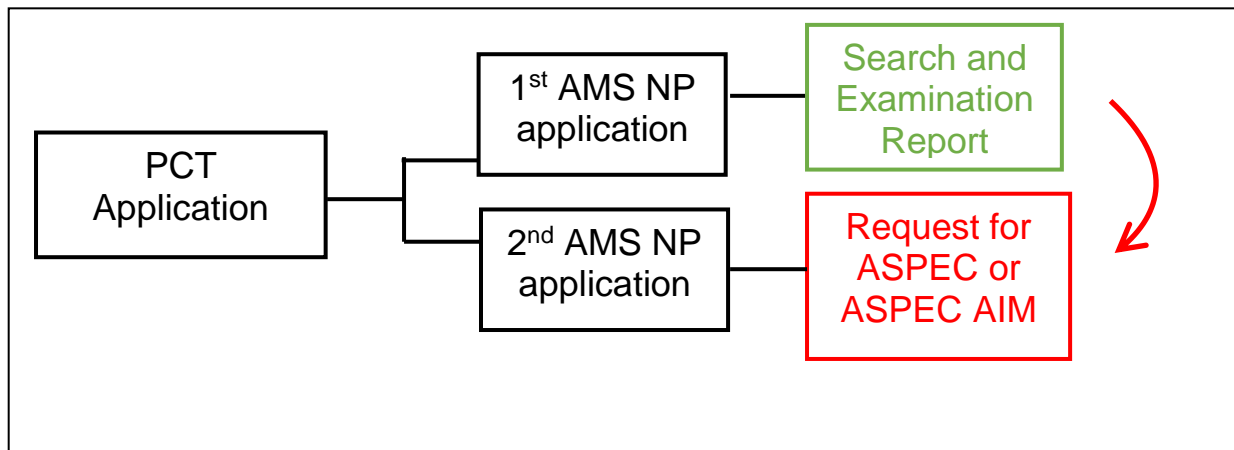 PCT
Application
1st AMS NP
application
Search and
Examination
Report
2nd AMS NP
application
Request for
ASPEC or
ASPEC AIM